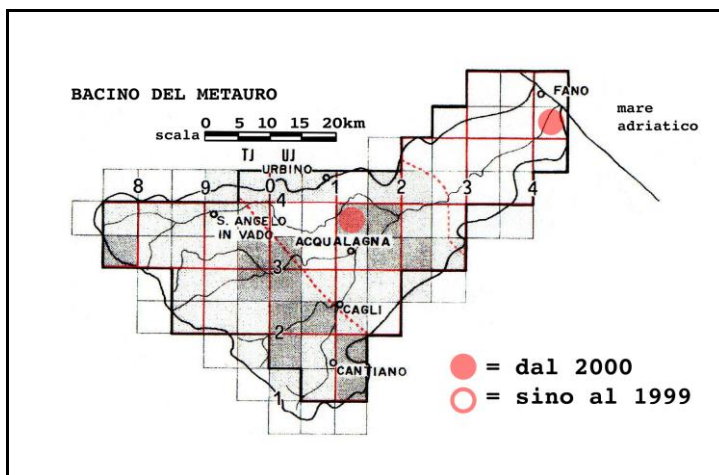 BACINO DEL METAURO
FANO
mare
adriatico
scala 0 5 10 15 20km
TJ UJ
URBINO
8 9 0 1 2 3 4
4
S. ANGELO
IN VADO
ACQUALAGNA
3
CAGLI
2
CANTIANO
1
= dal 2000
= sino al 1999